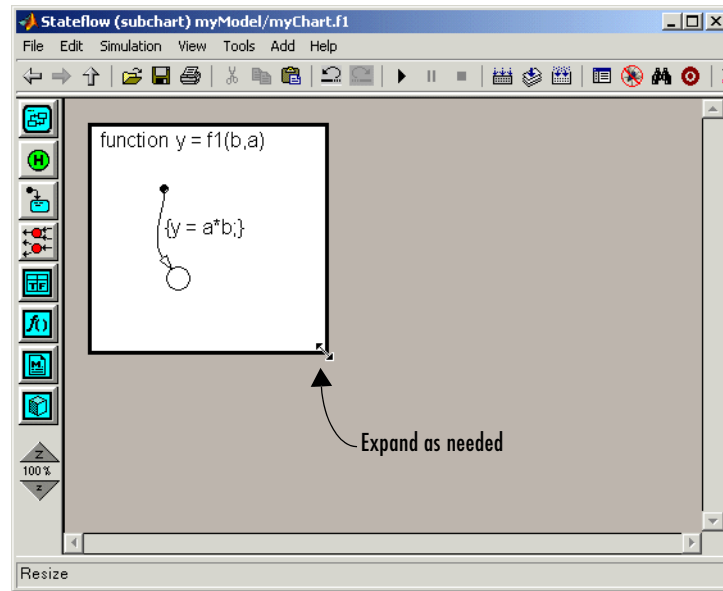 Stateflow (subchart) myModel/myChart.f1
File Edit Simulation View Tools Add Help
function y = f1(b,a)
{y = a*b;}
H
TF
f()
M
Z
100 %
z
Expand as needed
Resize